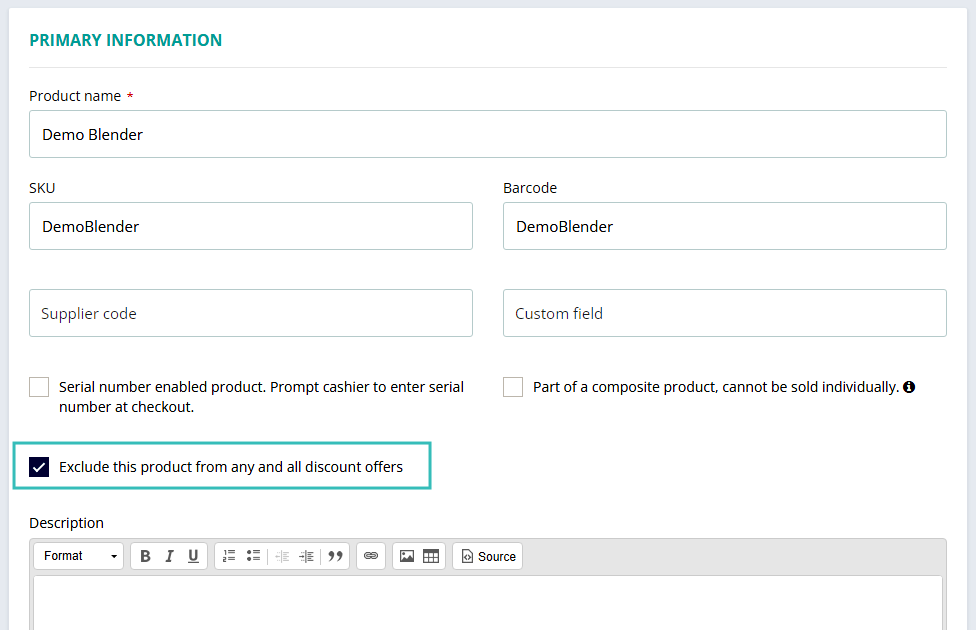 PRIMARY INFORMATION
Product name *
Demo Blender
SKU
Barcode
DemoBlender
DemoBlender
Supplier code
Custom field
Serial number enabled product. Prompt cashier to enter serial
number at checkout.
Part of a composite product, cannot be sold individually.
Exclude this product from any and all discount offers
Description
Format
B I U
Source